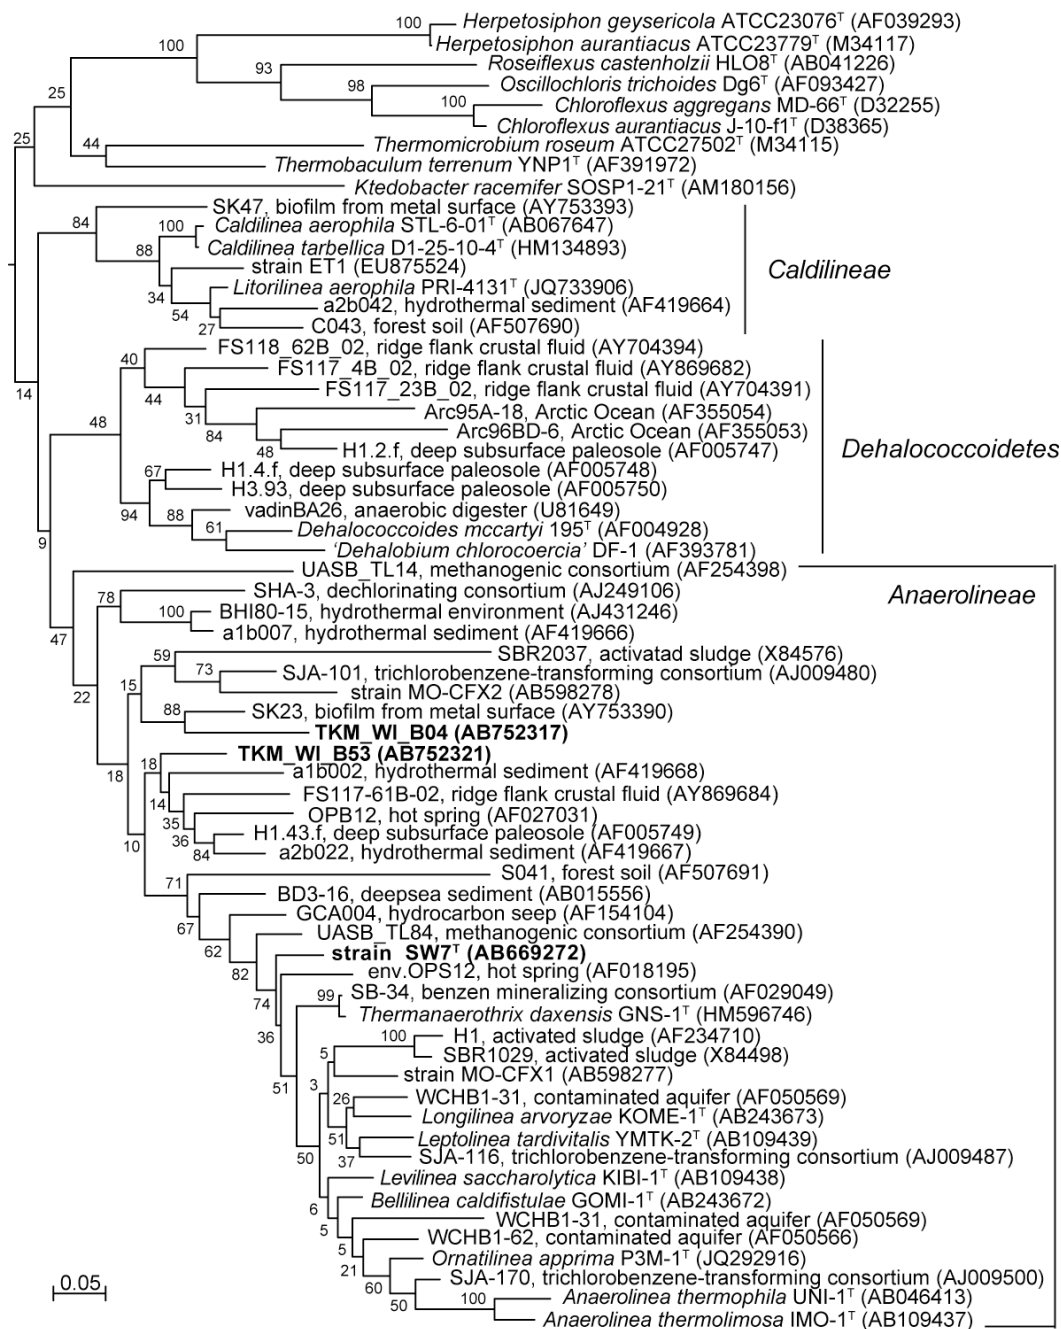 Herpetosiphon geysericola ATCC23076ᵀ (AF039293)
100
Herpetosiphon aurantiacus ATCC23779ᵀ (M34117)
100
Roseiflexus castenholzii HLO8ᵀ (AB041226)
93
Oscillochloris trichoides Dg6ᵀ (AF093427)
98
Chloroflexus aggregans MD-66ᵀ (D32255)
100
25
Chloroflexus aurantiacus J-10-f1ᵀ (D38365)
25
44
Thermomicrobium roseum ATCC27502ᵀ (M34115)
Thermobaculum terrenum YNP1ᵀ (AF391972)
Ktedobacter racemifer SOSP1-21ᵀ (AM180156)
SK47, biofilm from metal surface (AY753393)
84
100
Caldilinea aerophila STL-6-01ᵀ (AB067647)
88
Caldilinea tarbellica D1-25-10-4ᵀ (HM134893)
strain ET1 (EU875524)
Caldilineae
34
Litorilinea aerophila PRI-4131ᵀ (JQ733906)
54
a2b042, hydrothermal sediment (AF419664)
27
C043, forest soil (AF507690)
FS118_62B_02, ridge flank crustal fluid (AY704394)
40
FS117_4B_02, ridge flank crustal fluid (AY869682)
14
44
FS117_23B_02, ridge flank crustal fluid (AY704391)
31
Arc95A-18, Arctic Ocean (AF355054)
48
84
Arc96BD-6, Arctic Ocean (AF355053)
48
H1.2.f, deep subsurface paleosole (AF005747)
Dehalococcoidetes
67
H1.4.f, deep subsurface paleosole (AF005748)
H3.93, deep subsurface paleosole (AF005750)
94
88
vadinBA26, anaerobic digester (U81649)
61
Dehalococcoides mccartyi 195ᵀ (AF004928)
9
'Dehalobium chlorocoercia' DF-1 (AF393781)
UASB_TL14, methanogenic consortium (AF254398)
78
SHA-3, dechlorinating consortium (AJ249106)
Anaerolineae
100
BHI80-15, hydrothermal environment (AJ431246)
47
a1b007, hydrothermal sediment (AF419666)
59
SBR2037, activatad sludge (X84576)
73
SJA-101, trichlorobenzene-transforming consortium (AJ009480)
22
15
strain MO-CFX2 (AB598278)
88
SK23, biofilm from metal surface (AY753390)
TKM_WI_B04 (AB752317)
TKM_WI_B53 (AB752321)
18
18
a1b002, hydrothermal sediment (AF419668)
14
FS117-61B-02, ridge flank crustal fluid (AY869684)
35
OPB12, hot spring (AF027031)
36
H1.43.f, deep subsurface paleosole (AF005749)
10
84
a2b022, hydrothermal sediment (AF419667)
71
S041, forest soil (AF507691)
BD3-16, deepsea sediment (AB015556)
67
GCA004, hydrocarbon seep (AF154104)
62
UASB_TL84, methanogenic consortium (AF254390)
82
strain SW7ᵀ (AB669272)
env.OPS12, hot spring (AF018195)
74
99
SB-34, benzen mineralizing consortium (AF029049)
Thermanaerothrix daxensis GNS-1ᵀ (HM596746)
36
100
H1, activated sludge (AF234710)
5
SBR1029, activated sludge (X84498)
51
3
strain MO-CFX1 (AB598277)
26
WCHB1-31, contaminated aquifer (AF050569)
Longilinea arvoryzae KOME-1ᵀ (AB243673)
51
Leptolinea tardivitalis YMTK-2ᵀ (AB109439)
50
37
SJA-116, trichlorobenzene-transforming consortium (AJ009487)
Levilinea saccharolytica KIBI-1ᵀ (AB109438)
6
Bellilinea caldifistulae GOMI-1ᵀ (AB243672)
5
WCHB1-31, contaminated aquifer (AF050569)
5
WCHB1-62, contaminated aquifer (AF050566)
21
Ornatilinea apprima P3M-1ᵀ (JQ292916)
0.05
60
SJA-170, trichlorobenzene-transforming consortium (AJ009500)
50
100
Anaerolinea thermophila UNI-1ᵀ (AB046413)
Anaerolinea thermolimosa IMO-1ᵀ (AB109437)